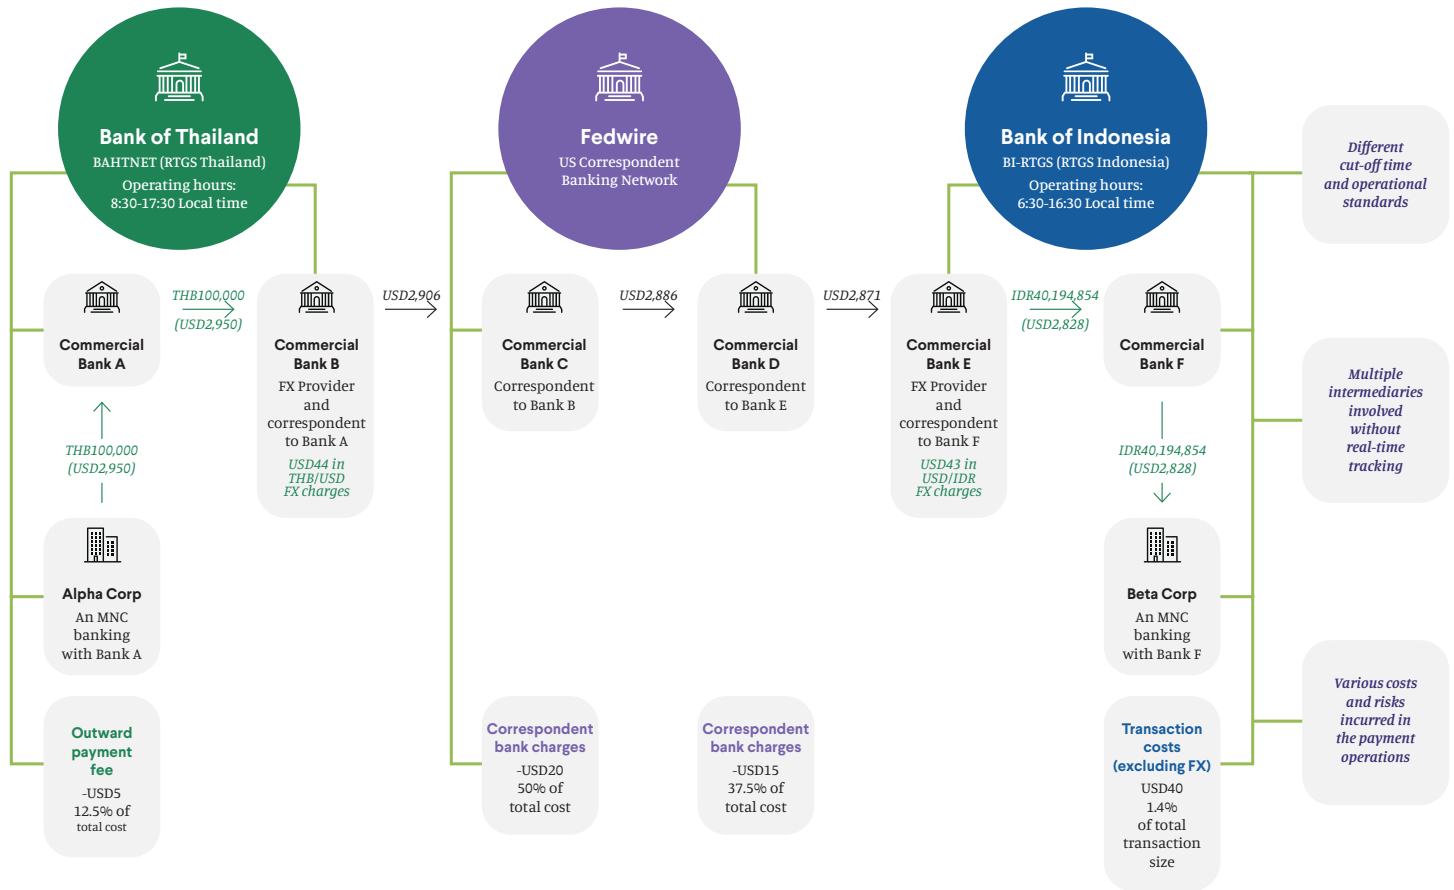 Bank of Thailand
BAHTNET (RTGS Thailand)
Operating hours:
8:30-17:30 Local time
Fedwire
US Correspondent
Banking Network
Bank of Indonesia
BI-RTGS (RTGS Indonesia)
Operating hours:
6:30-16:30 Local time
Different
cut-off time
and operational
standards
Commercial
Bank A
THB100,000
(USD2,950)
Commercial
Bank B
FX Provider
and
correspondent
to Bank A
USD44 in
THB/USD
FX charges
USD2,906
Commercial
Bank C
Correspondent
to Bank B
USD2,886
Commercial
Bank D
Correspondent
to Bank E
USD2,871
Commercial
Bank E
FX Provider
and
correspondent
to Bank F
USD43 in
USD/IDR
FX charges
IDR40,194,854
(USD2,828)
Commercial
Bank F
Multiple
intermediaries
involved
without
real-time
tracking
THB100,000
(USD2,950)
IDR40,194,854
(USD2,828)
Alpha Corp
An MNC
banking
with Bank A
Beta Corp
An MNC
banking
with Bank F
Outward
payment
fee
-USD5
12.5% of
total cost
Correspondent
bank charges
-USD20
50% of
total cost
Correspondent
bank charges
-USD15
37.5% of
total cost
Transaction
costs
(excluding FX)
USD40
1.4%
of total
transaction
size
Various costs
and risks
incurred in
the payment
operations